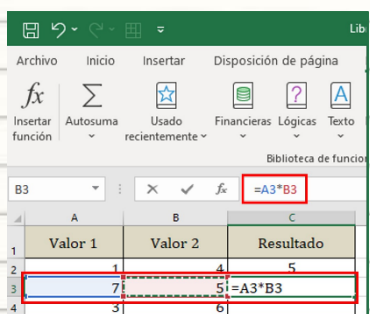 Lib
Archivo Inicio Insertar Disposición de página
fx Σ ? A
Insertar función Autosuma Usado recientemente Financieras Lógicas Texto
Biblioteca de funcio
B3 fx =A3*B3
A B C
1 Valor 1 Valor 2 Resultado
2 1 4 5
3 7 5 =A3*B3
4 3 6